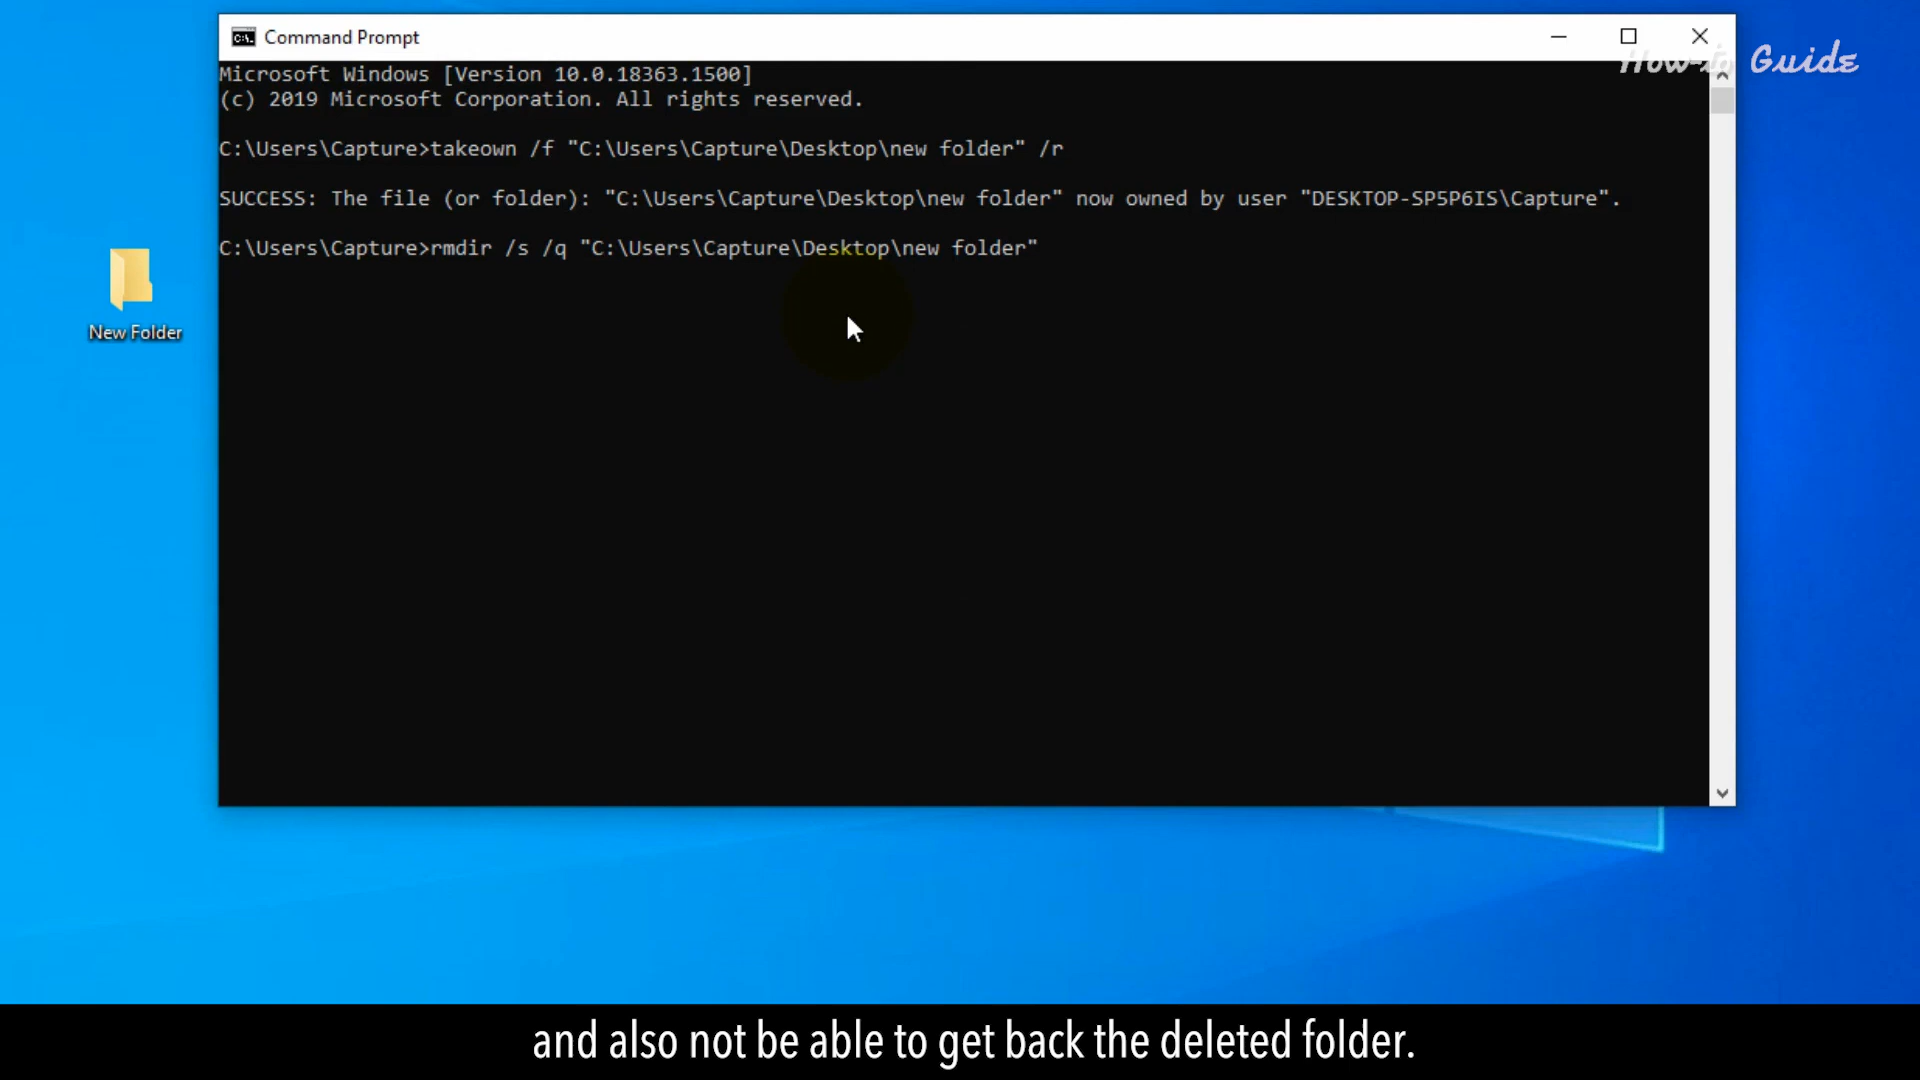 Command Prompt
How-to Guide
Microsoft Windows [Version 10.0.18363.1500]
(c) 2019 Microsoft Corporation. All rights reserved.
C:\Users\Capture>takeown /f "C:\Users\Capture\Desktop\new folder" /r
SUCCESS: The file (or folder): "C:\Users\Capture\Desktop\new folder" now owned by user "DESKTOP-SP5P6IS\Capture".
C:\Users\Capture>rmdir /s /q "C:\Users\Capture\Desktop\new folder"
New Folder
and also not be able to get back the deleted folder.